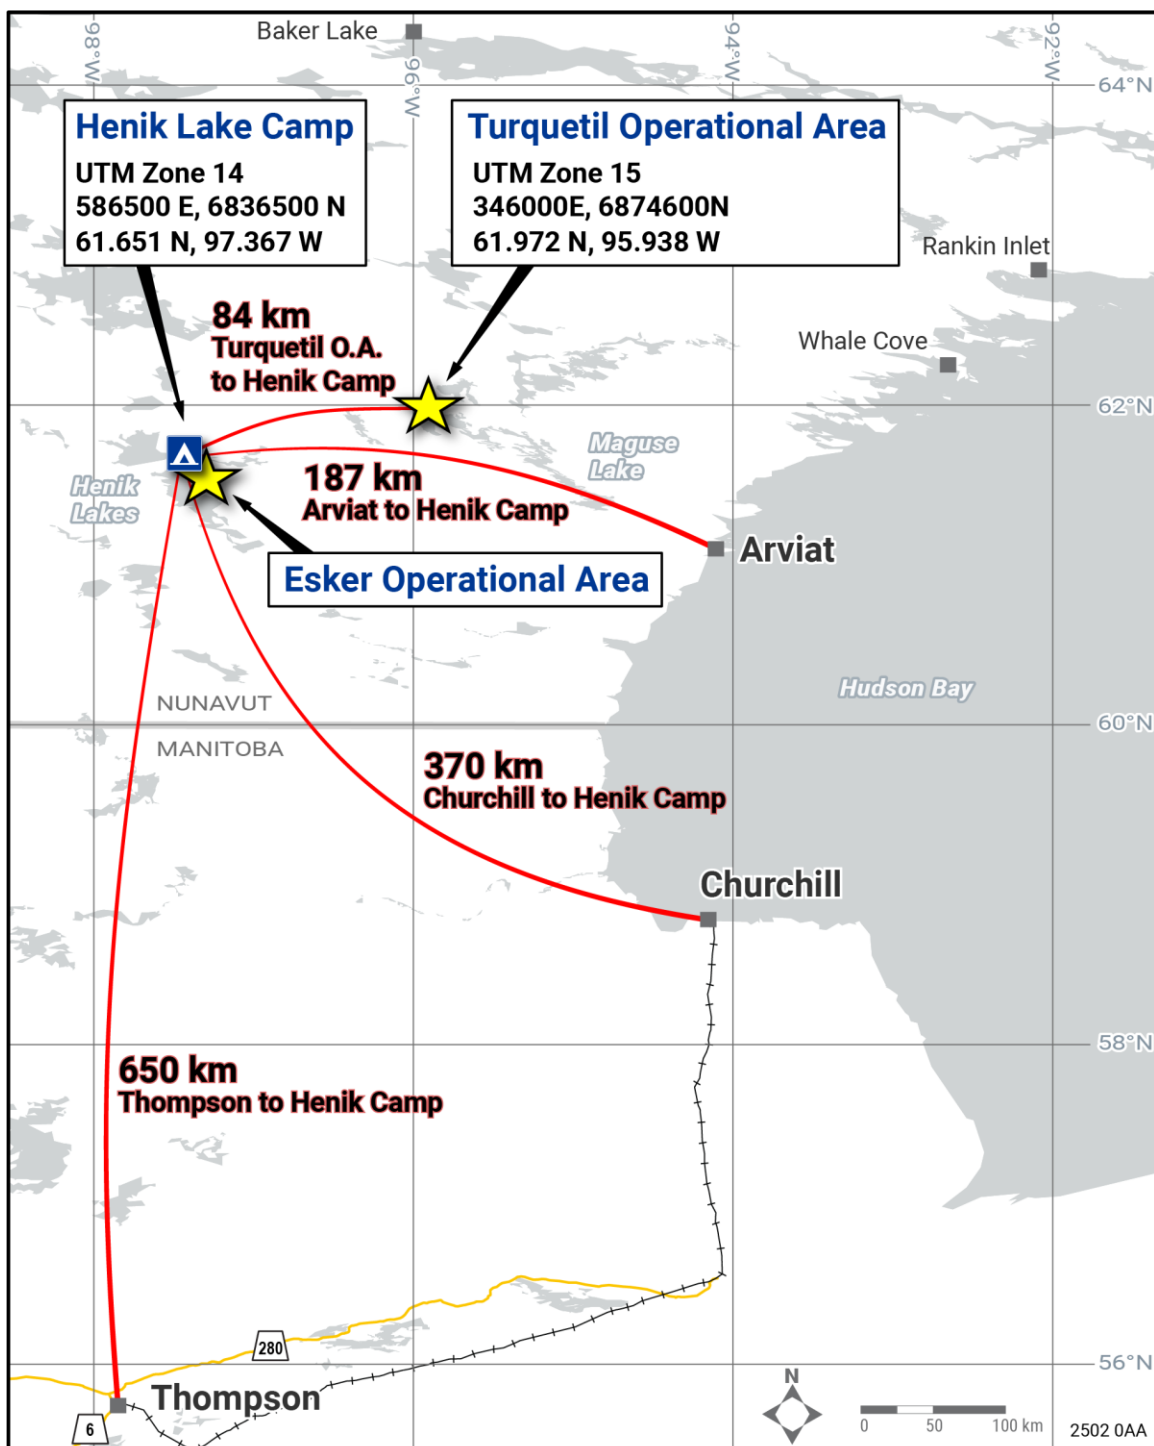 Baker Lake
98°W
96°W
94°W
92°W
64°N
Henik Lake Camp
UTM Zone 14
586500 E, 6836500 N
61.651 N, 97.367 W
Turquetil Operational Area
UTM Zone 15
346000E, 6874600N
61.972 N, 95.938 W
Rankin Inlet
Whale Cove
84 km
Turquetil O.A.
to Henik Camp
62°N
Maguse
Lake
187 km
Arviat to Henik Camp
Henik
Lakes
Arviat
Esker Operational Area
Hudson Bay
NUNAVUT
60°N
MANITOBA
370 km
Churchill to Henik Camp
Churchill
58°N
650 km
Thompson to Henik Camp
280
56°N
Thompson
6
N
0 50 100 km
2502 0AA